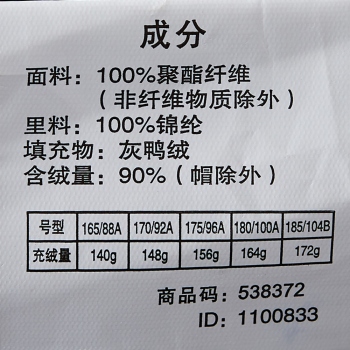 成分
面料：100%聚酯纤维
（非纤维物质除外）
里料：100%锦纶
填充物：灰鸭绒
含绒量：90%（帽除外）
号型 165/88A 170/92A 175/96A 180/100A 185/104B
充绒量 140g 148g 156g 164g 172g
商品码：538372
ID：1100833